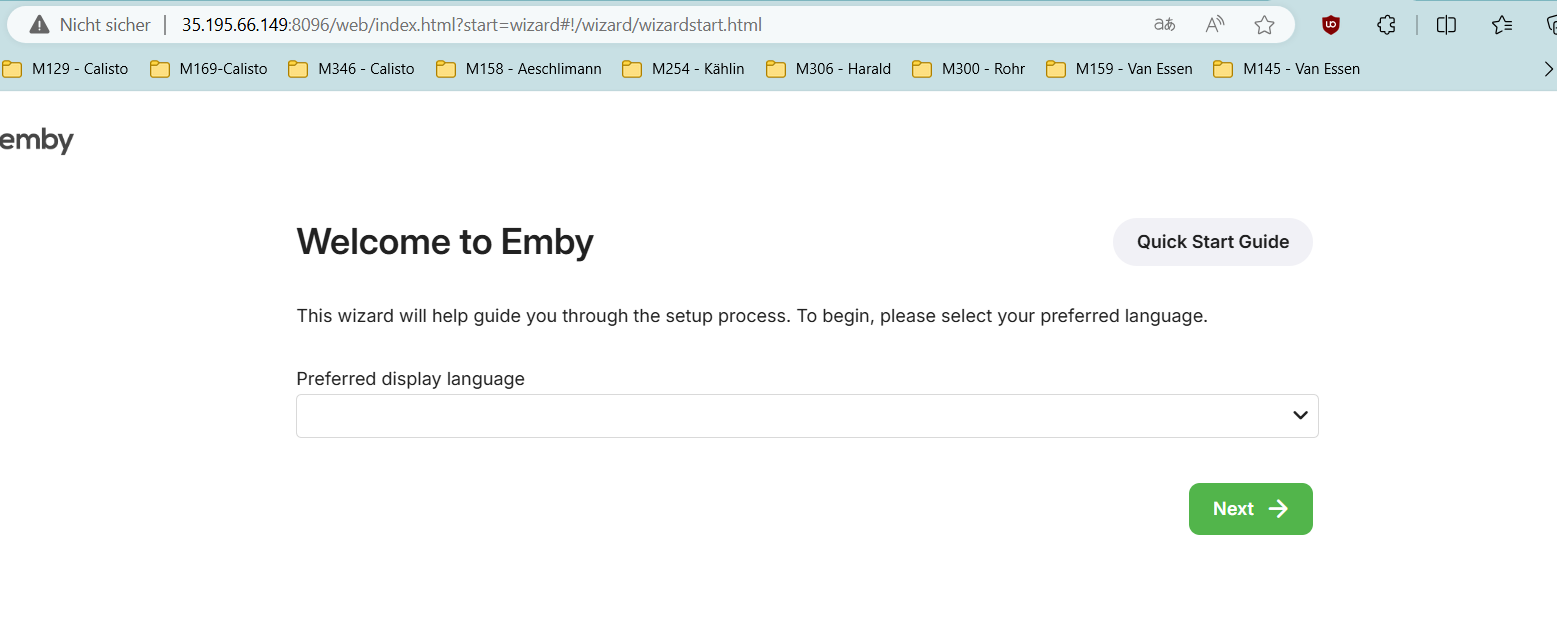 Nicht sicher | 35.195.66.149:8096/web/index.html?start=wizard#!/wizard/wizardstart.html aあ A
M129 - Calisto M169-Calisto M346 - Calisto M158 - Aeschlimann M254 - Kählin M306 - Harald M300 - Rohr M159 - Van Essen M145 - Van Essen
emby
Welcome to Emby
Quick Start Guide
This wizard will help guide you through the setup process. To begin, please select your preferred language.
Preferred display language
Next